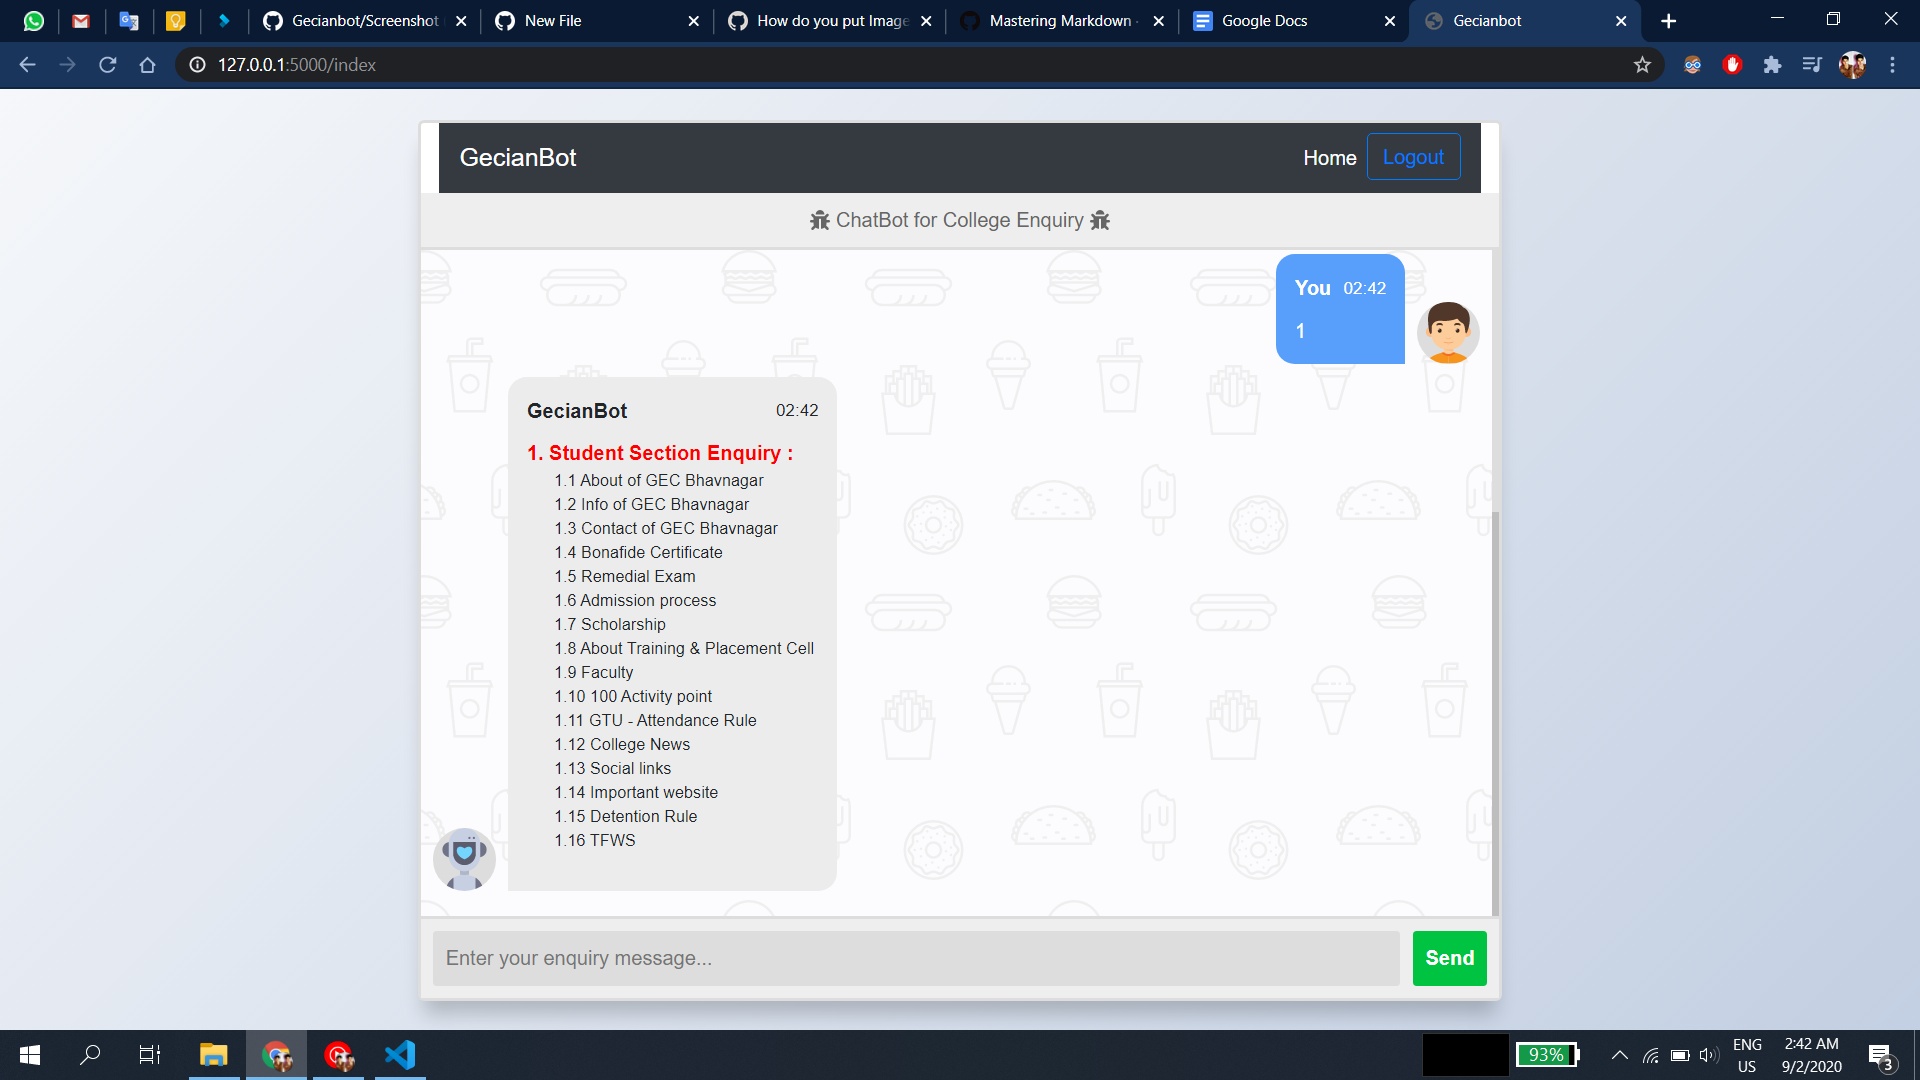 Gecianbot/Screenshot
New File
How do you put Image
Mastering Markdown
Google Docs
Gecianbot
127.0.0.1:5000/index
GecianBot
Home
Logout
ChatBot for College Enquiry
You 02:42
1
GecianBot 02:42
1. Student Section Enquiry :
1.1 About of GEC Bhavnagar
1.2 Info of GEC Bhavnagar
1.3 Contact of GEC Bhavnagar
1.4 Bonafide Certificate
1.5 Remedial Exam
1.6 Admission process
1.7 Scholarship
1.8 About Training & Placement Cell
1.9 Faculty
1.10 100 Activity point
1.11 GTU - Attendance Rule
1.12 College News
1.13 Social links
1.14 Important website
1.15 Detention Rule
1.16 TFWS
Enter your enquiry message...
Send
93%
ENG
US
2:42 AM
9/2/2020
3